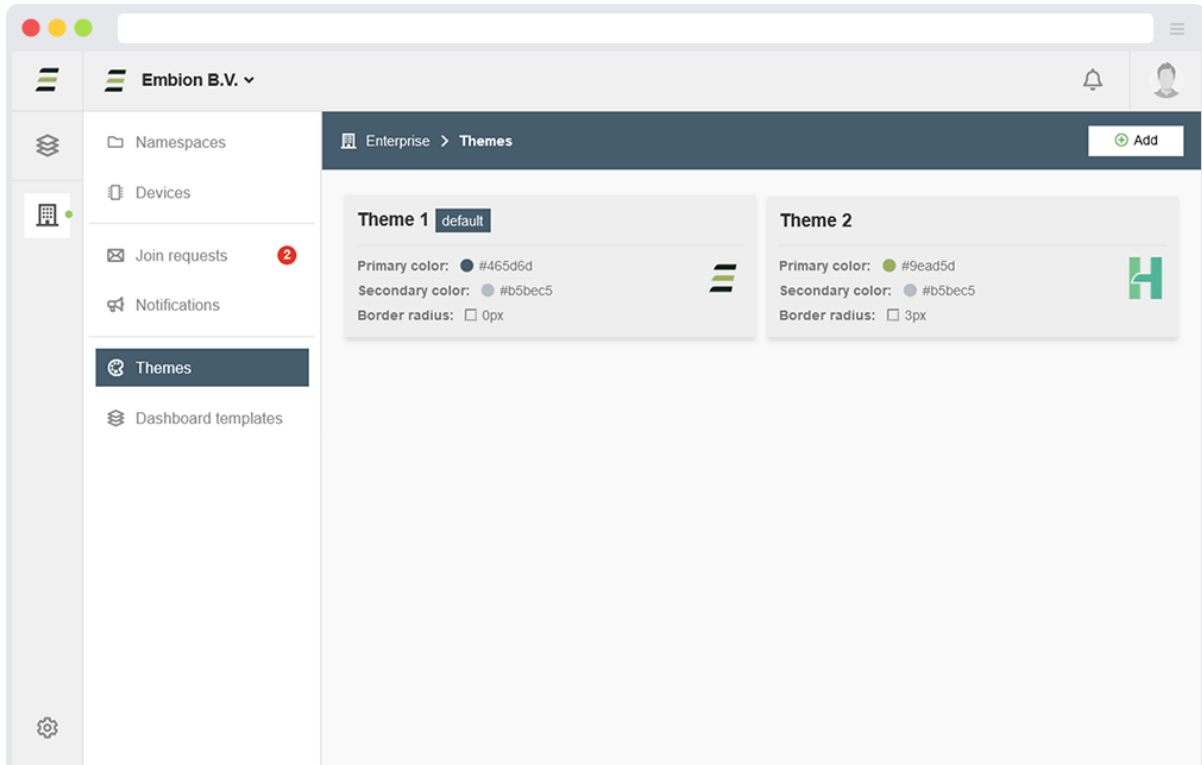 Embion B.V.
Namespaces
Devices
Join requests 2
Notifications
Themes
Dashboard templates
Enterprise > Themes
Add
Theme 1 default
Primary color: #465d6d
Secondary color: #b5bec5
Border radius: 0px
Theme 2
Primary color: #9ead5d
Secondary color: #b5bec5
Border radius: 3px